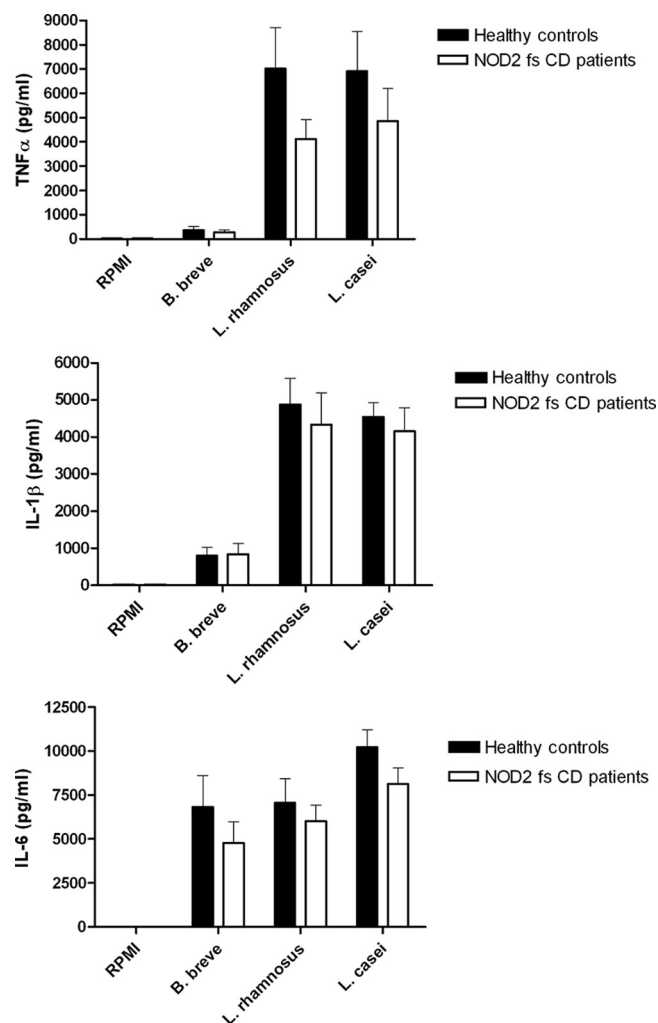 9000
8000
7000
6000
5000
4000
3000
2000
1000
0
TNFα (pg/ml)
RPMI
B. breve
L. rhamnosus
L. casei
Healthy controls
NOD2 fs CD patients
6000
5000
4000
3000
2000
1000
0
IL-1β (pg/ml)
RPMI
B. breve
L. rhamnosus
L. casei
Healthy controls
NOD2 fs CD patients
12500
10000
7500
5000
2500
0
IL-6 (pg/ml)
RPMI
B. breve
L. rhamnosus
L. casei
Healthy controls
NOD2 fs CD patients